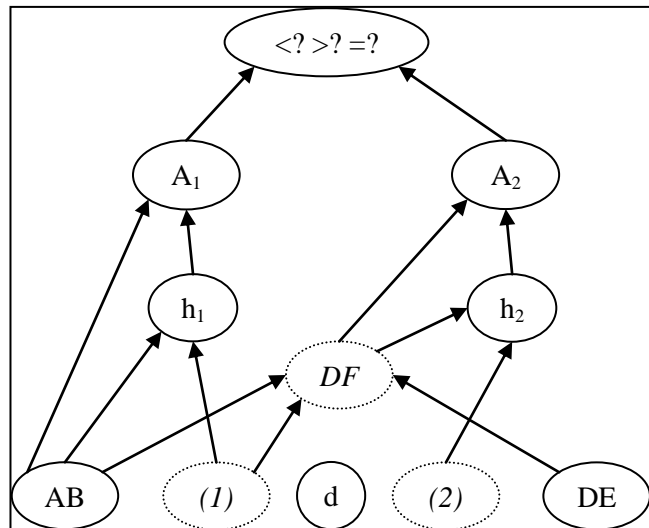 <? >? =?
A₁ A₂
h₁ h₂
DF
AB (1) d (2) DE